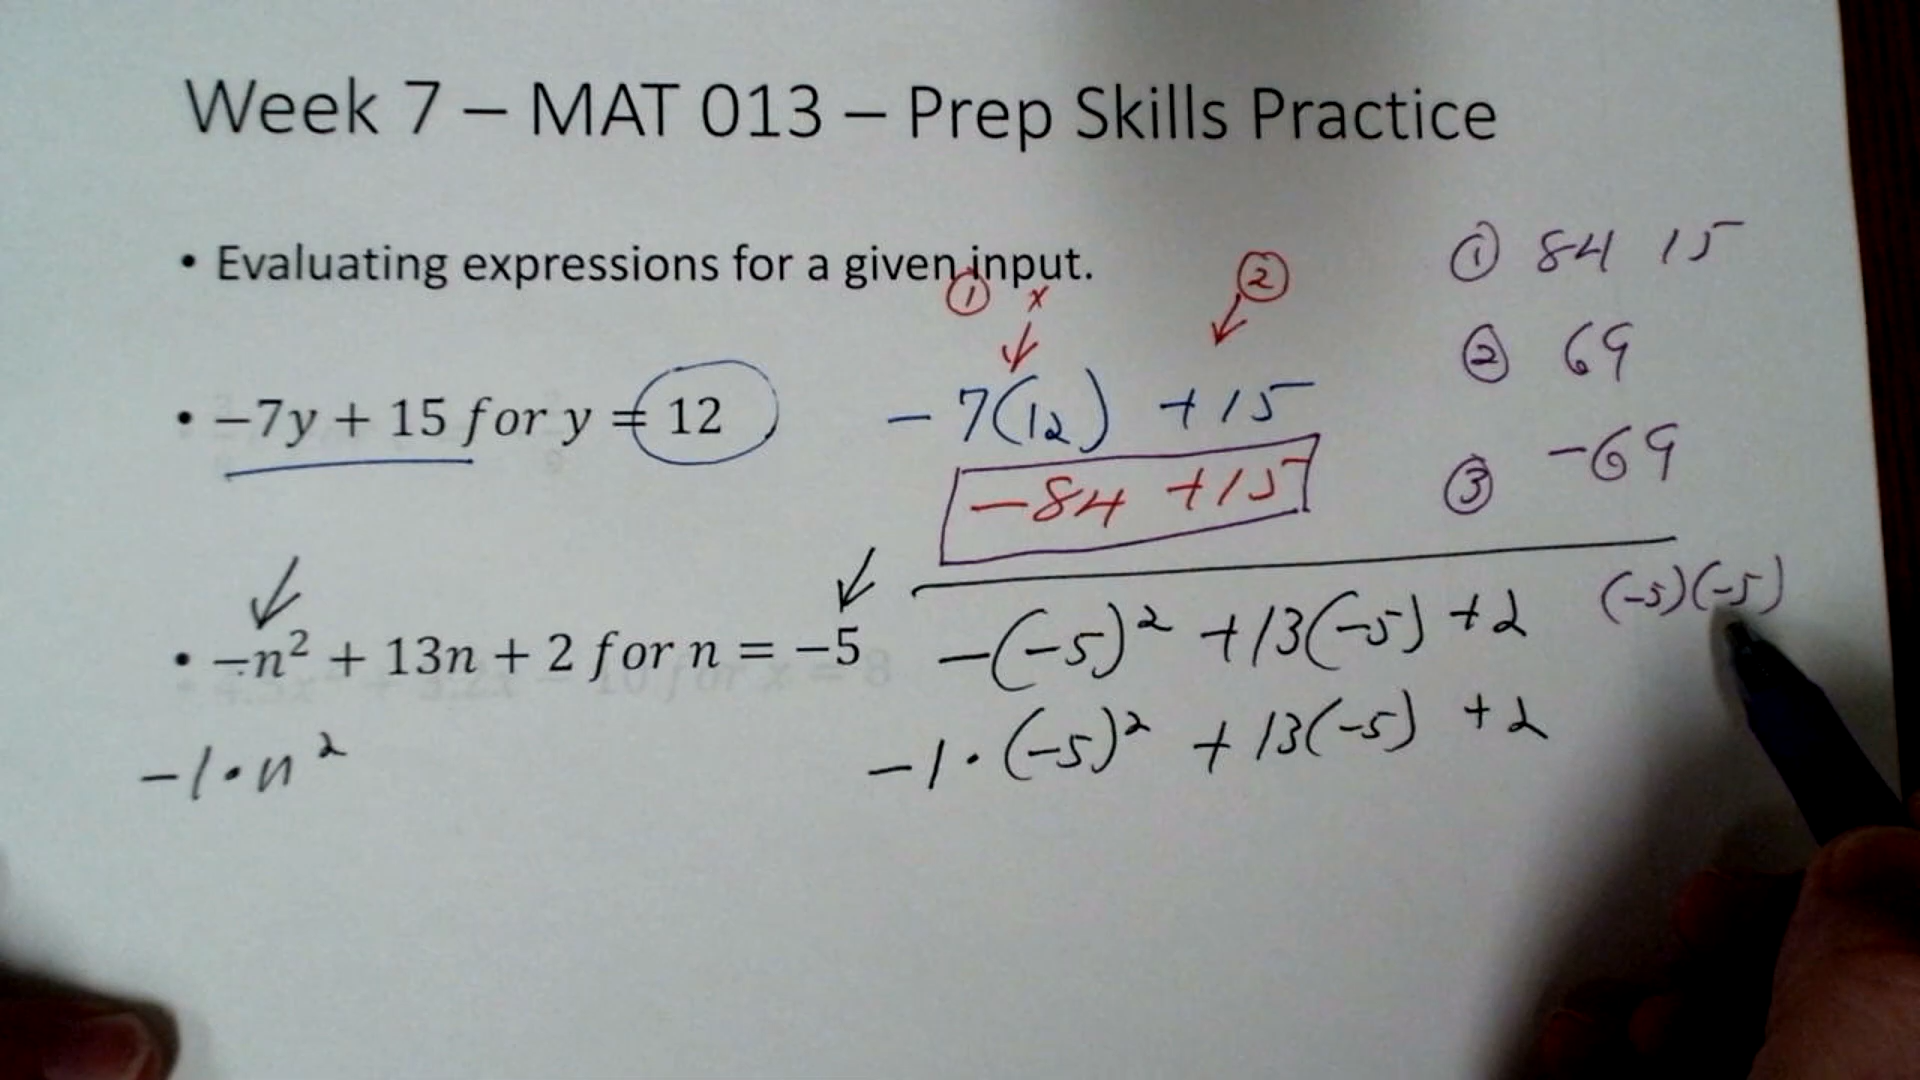 Week 7 – MAT 013 – Prep Skills Practice
• Evaluating expressions for a given input.
① x
②
① 84 15
② 69
③ -69
• −7y + 15 for y = 12
- 7(12) + 15
-84 + 15
• −n² + 13n + 2 for n = −5
-(-5)² + 13(-5) + 2
(-5)(-5)
-1 · n²
-1 · (-5)² + 13(-5) + 2